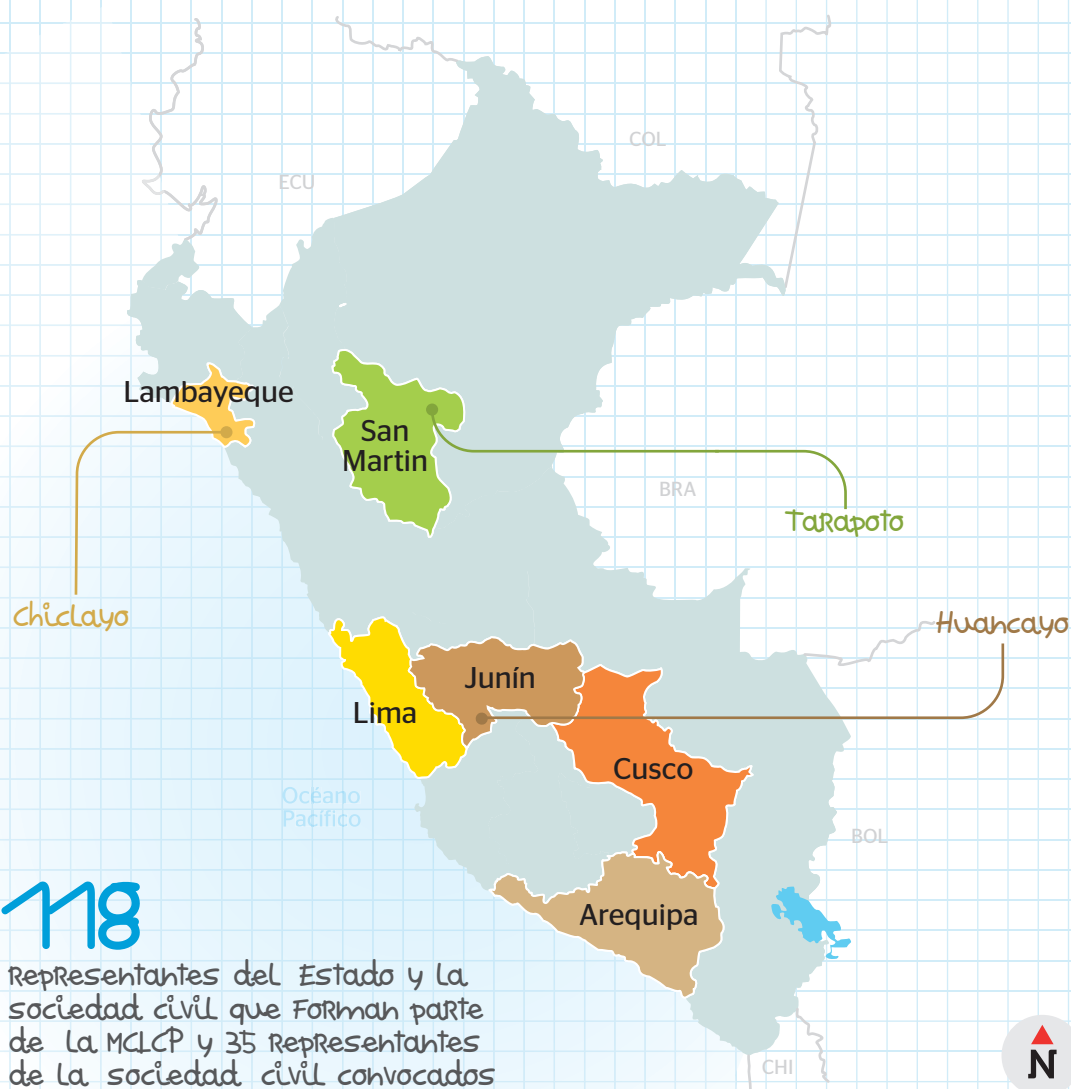 COL
ECU
Lambayeque
San
Martin
BRA
Tarapoto
Chiclayo
Huancayo
Junín
Lima
Cusco
Océano
Pacífico
BOL
Arequipa
118
Representantes del Estado y la
sociedad civil que forman parte
de la MCLCP y 35 representantes
de la sociedad civil convocados
CHI
N